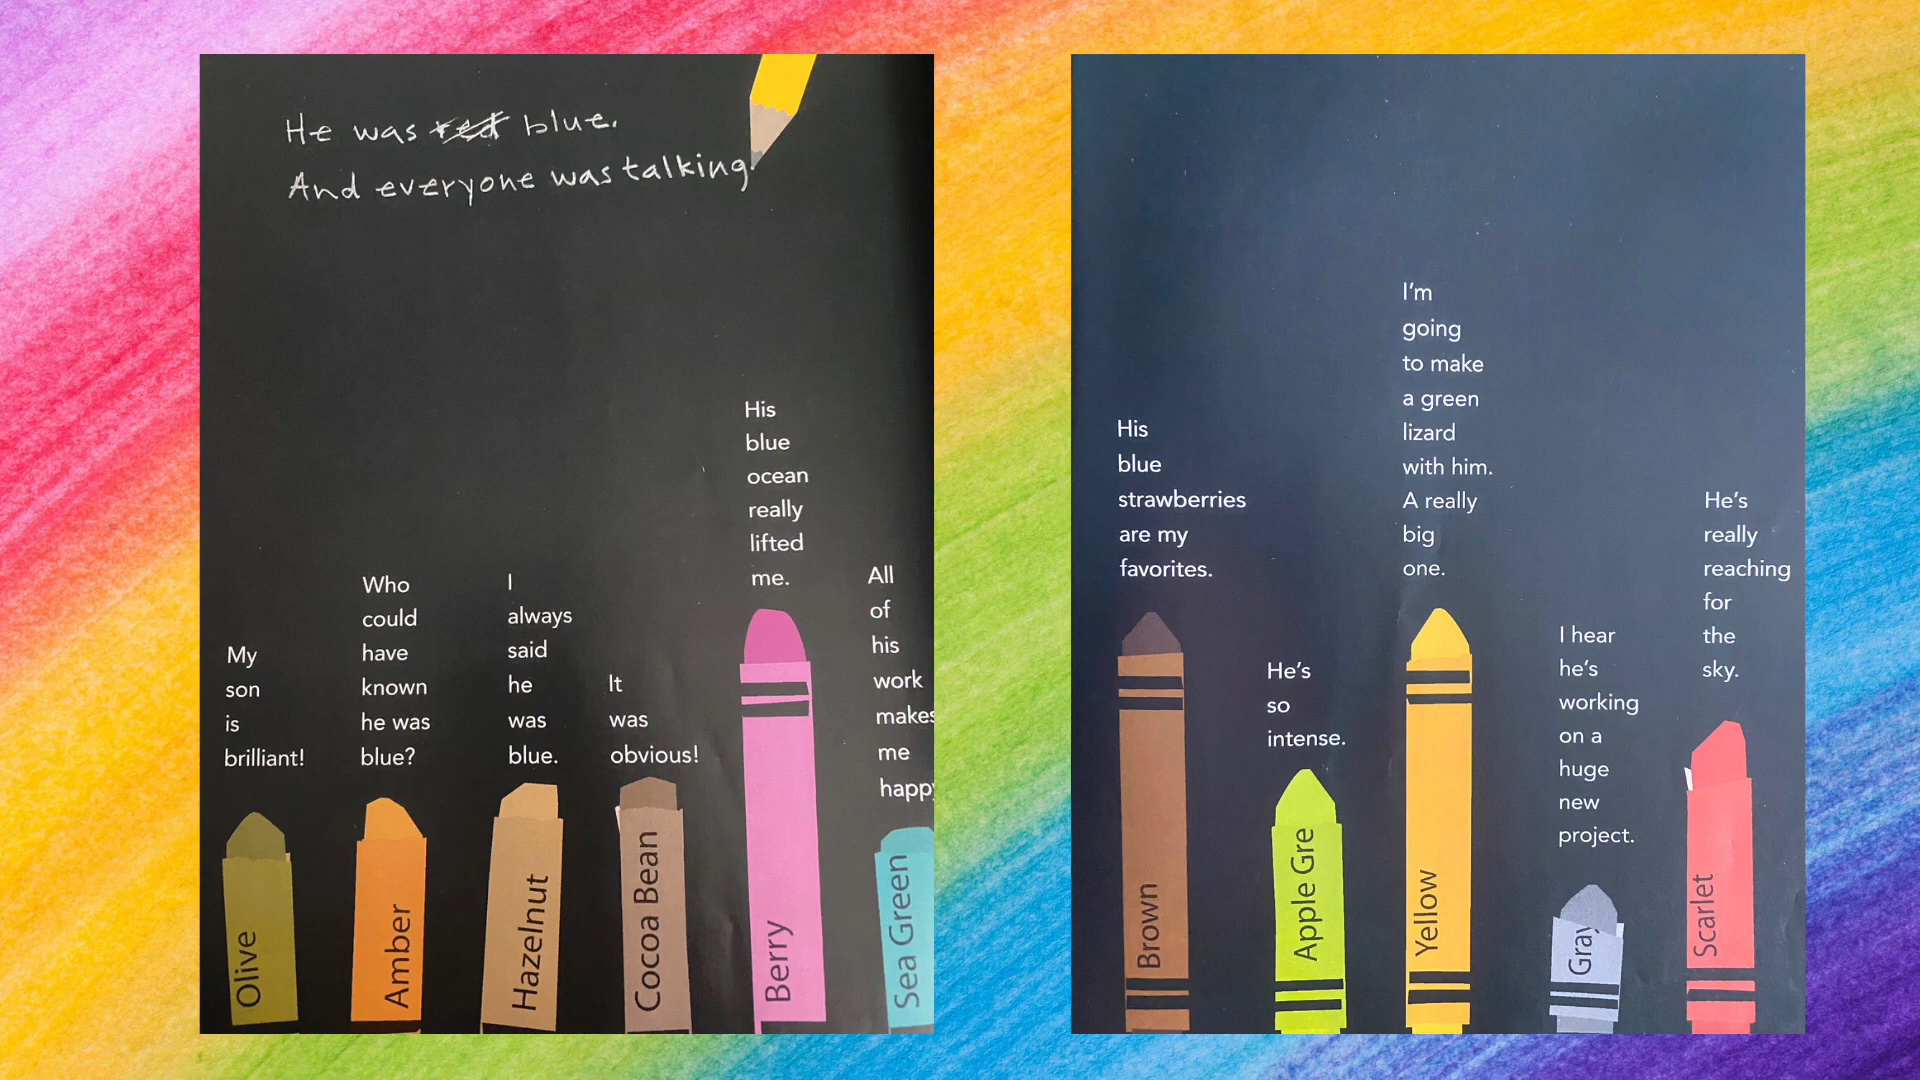 He was red blue.
And everyone was talking.
My
son
is
brilliant!
Olive
Who
could
have
known
he was
blue?
Amber
I
always
said
he
was
blue.
Hazelnut
It
was
obvious!
Cocoa Bean
His
blue
ocean
really
lifted
me.
Berry
All
of
his
work
makes
me
happy
Sea Green
His
blue
strawberries
are my
favorites.
Brown
He's
so
intense.
Apple Gre
I'm
going
to make
a green
lizard
with him.
A really
big
one.
Yellow
I hear
he's
working
on a
huge
new
project.
Gray
He's
really
reaching
for
the
sky.
Scarlet